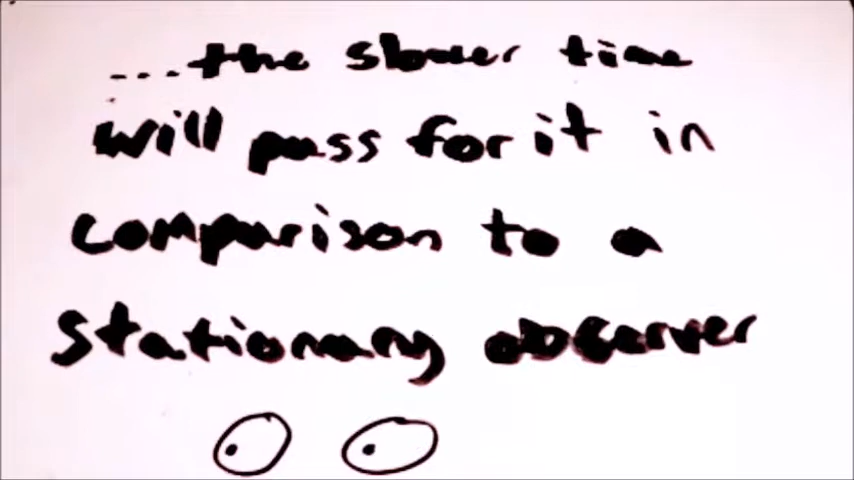 ...the slower time
will pass for it in
comparison to a
stationary observer